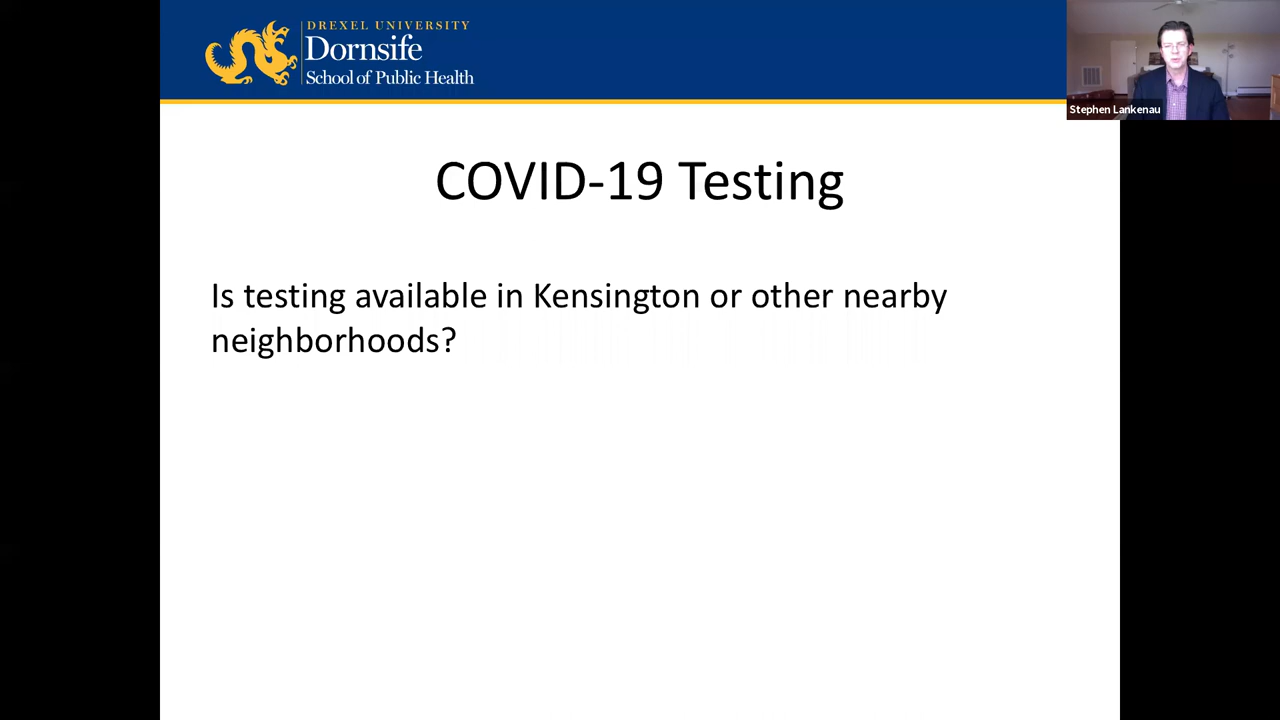 DREXEL UNIVERSITY
Dornsife
School of Public Health
Stephen Lankenau
COVID-19 Testing
Is testing available in Kensington or other nearby
neighborhoods?